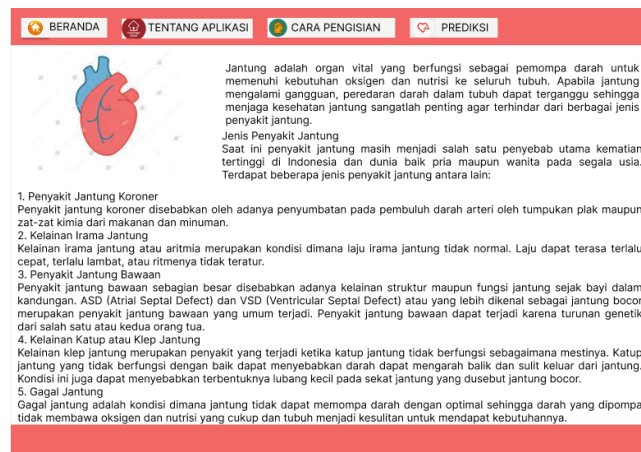 BERANDA
TENTANG APLIKASI
CARA PENGISIAN
PREDIKSI
Jantung adalah organ vital yang berfungsi sebagai pemompa darah untuk
memenuhi kebutuhan oksigen dan nutrisi ke seluruh tubuh. Apabila jantung
mengalami gangguan, peredaran darah dalam tubuh dapat terganggu sehingga
menjaga kesehatan jantung sangatlah penting agar terhindar dari berbagai jenis
penyakit jantung.
Jenis Penyakit Jantung
Saat ini penyakit jantung masih menjadi salah satu penyebab utama kematian
tertinggi di Indonesia dan dunia baik pria maupun wanita pada segala usia.
Terdapat beberapa jenis penyakit jantung antara lain:
1. Penyakit Jantung Koroner
Penyakit jantung koroner disebabkan oleh adanya penyumbatan pada pembuluh darah arteri oleh tumpukan plak maupun
zat-zat kimia dari makanan dan minuman.
2. Kelainan Irama Jantung
Kelainan irama jantung atau aritmia merupakan kondisi dimana laju irama jantung tidak normal. Laju dapat terasa terlalu
cepat, terlalu lambat, atau ritmenya tidak teratur.
3. Penyakit Jantung Bawaan
Penyakit jantung bawaan sebagian besar disebabkan adanya kelainan struktur maupun fungsi jantung sejak bayi dalam
kandungan. ASD (Atrial Septal Defect) dan VSD (Ventricular Septal Defect) atau yang lebih dikenal sebagai jantung bocor
merupakan penyakit jantung bawaan yang umum terjadi. Penyakit jantung bawaan dapat terjadi karena turunan genetik
dari salah satu atau kedua orang tua.
4. Kelainan Katup atau Klep Jantung
Kelainan klep jantung merupakan penyakit yang terjadi ketika katup jantung tidak berfungsi sebagaimana mestinya. Katup
jantung yang tidak berfungsi dengan baik dapat menyebabkan darah dapat mengarah balik dan sulit keluar dari jantung.
Kondisi ini juga dapat menyebabkan terbentuknya lubang kecil pada sekat jantung yang dusebut jantung bocor.
5. Gagal Jantung
Gagal jantung adalah kondisi dimana jantung tidak dapat memompa darah dengan optimal sehingga darah yang dipompa
tidak membawa oksigen dan nutrisi yang cukup dan tubuh menjadi kesulitan untuk mendapat kebutuhannya.